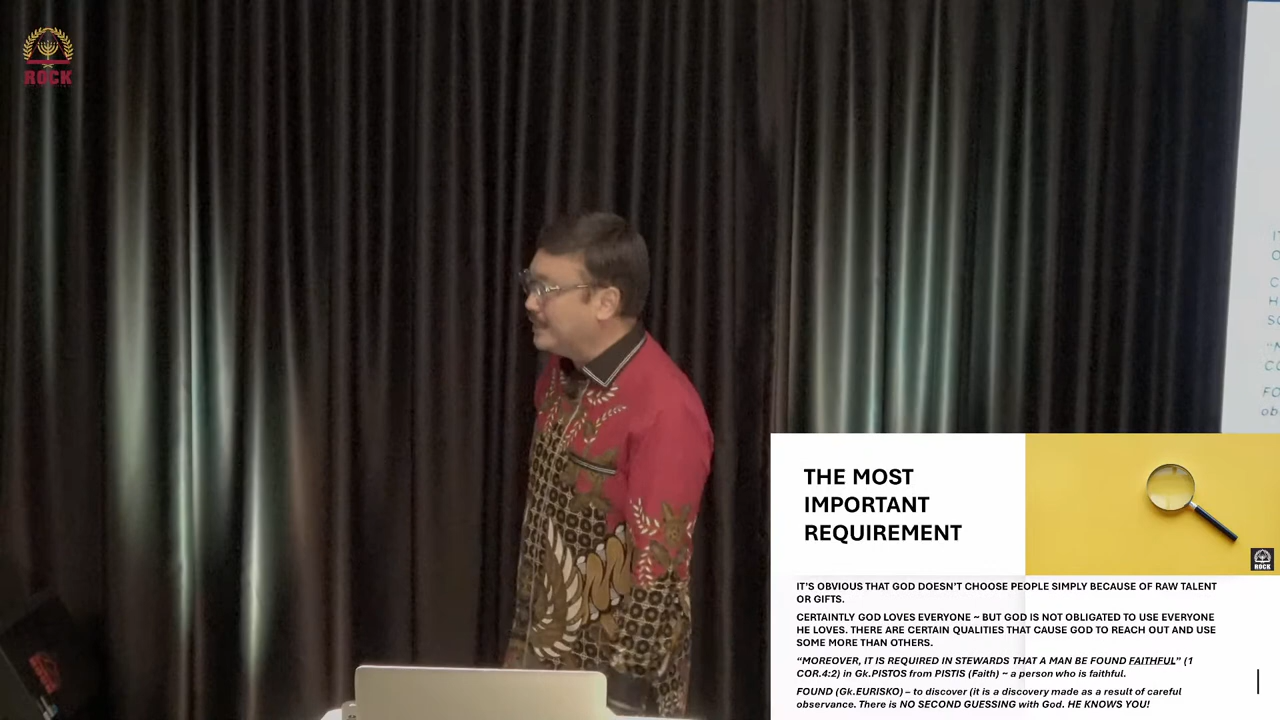 ROCK
THE MOST
IMPORTANT
REQUIREMENT
ROCK
IT'S OBVIOUS THAT GOD DOESN'T CHOOSE PEOPLE SIMPLY BECAUSE OF RAW TALENT
OR GIFTS.
CERTAINTLY GOD LOVES EVERYONE ~ BUT GOD IS NOT OBLIGATED TO USE EVERYONE
HE LOVES. THERE ARE CERTAIN QUALITIES THAT CAUSE GOD TO REACH OUT AND USE
SOME MORE THAN OTHERS.
"MOREOVER, IT IS REQUIRED IN STEWARDS THAT A MAN BE FOUND FAITHFUL" (1
COR.4:2) in Gk.PISTOS from PISTIS (Faith) ~ a person who is faithful.
FOUND (Gk.EURISKO) – to discover (it is a discovery made as a result of careful
observance. There is NO SECOND GUESSING with God. HE KNOWS YOU!